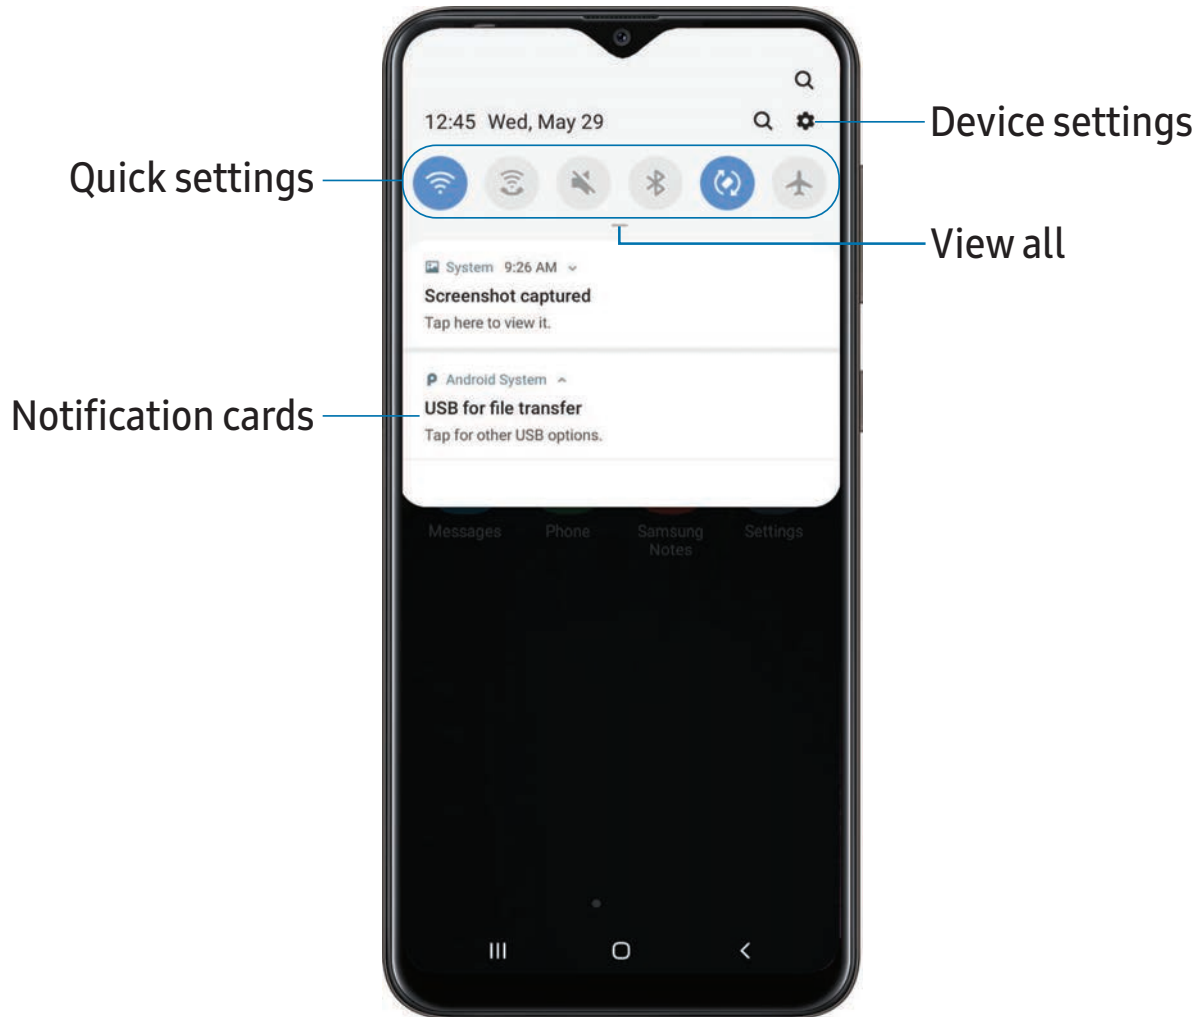 12:45 Wed, May 29
Device settings
Quick settings
View all
System 9:26 AM
Screenshot captured
Tap here to view it.
Android System
Notification cards
USB for file transfer
Tap for other USB options.
Messages Phone Samsung Notes Settings